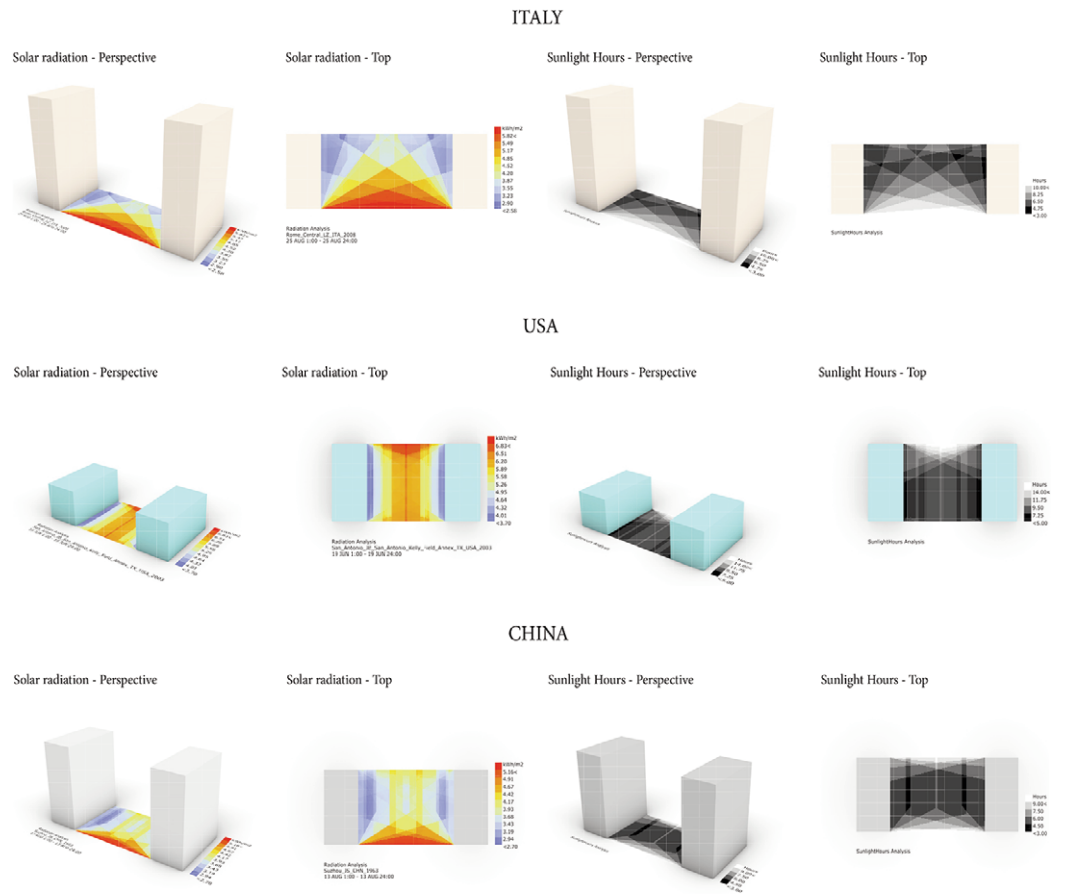 ITALY
Solar radiation - Perspective
Solar radiation - Top
Sunlight Hours - Perspective
Sunlight Hours - Top
kWh/m2
5.82<
5.49
5.17
4.85
4.52
4.20
3.87
3.55
3.23
2.90
<2.58
Radiation Analysis
Rome_Central_LZ_ITA_2008
25 AUG 1:00 - 25 AUG 24:00
Hours
10.00<
8.25
6.50
4.75
<3.00
SunlightHours Analysis
USA
Solar radiation - Perspective
Solar radiation - Top
Sunlight Hours - Perspective
Sunlight Hours - Top
kWh/m2
6.82<
6.51
6.20
5.89
5.58
5.26
4.95
4.64
4.32
4.01
<3.70
Radiation Analysis
19 JUN 1:00 - 19 JUN 24:00
Hours
14.00<
11.75
9.50
7.25
<5.00
SunlightHours Analysis
CHINA
Solar radiation - Perspective
Solar radiation - Top
Sunlight Hours - Perspective
Sunlight Hours - Top
kWh/m2
4.91
4.67
4.42
4.17
3.93
3.68
3.43
2.94
<2.70
Radiation Analysis
Suzhou_JS_CHN_1963
13 AUG 1:00 - 13 AUG 24:00
Hours
9.00<
7.50
6.00
4.50
<3.00
SunlightHours Analysis